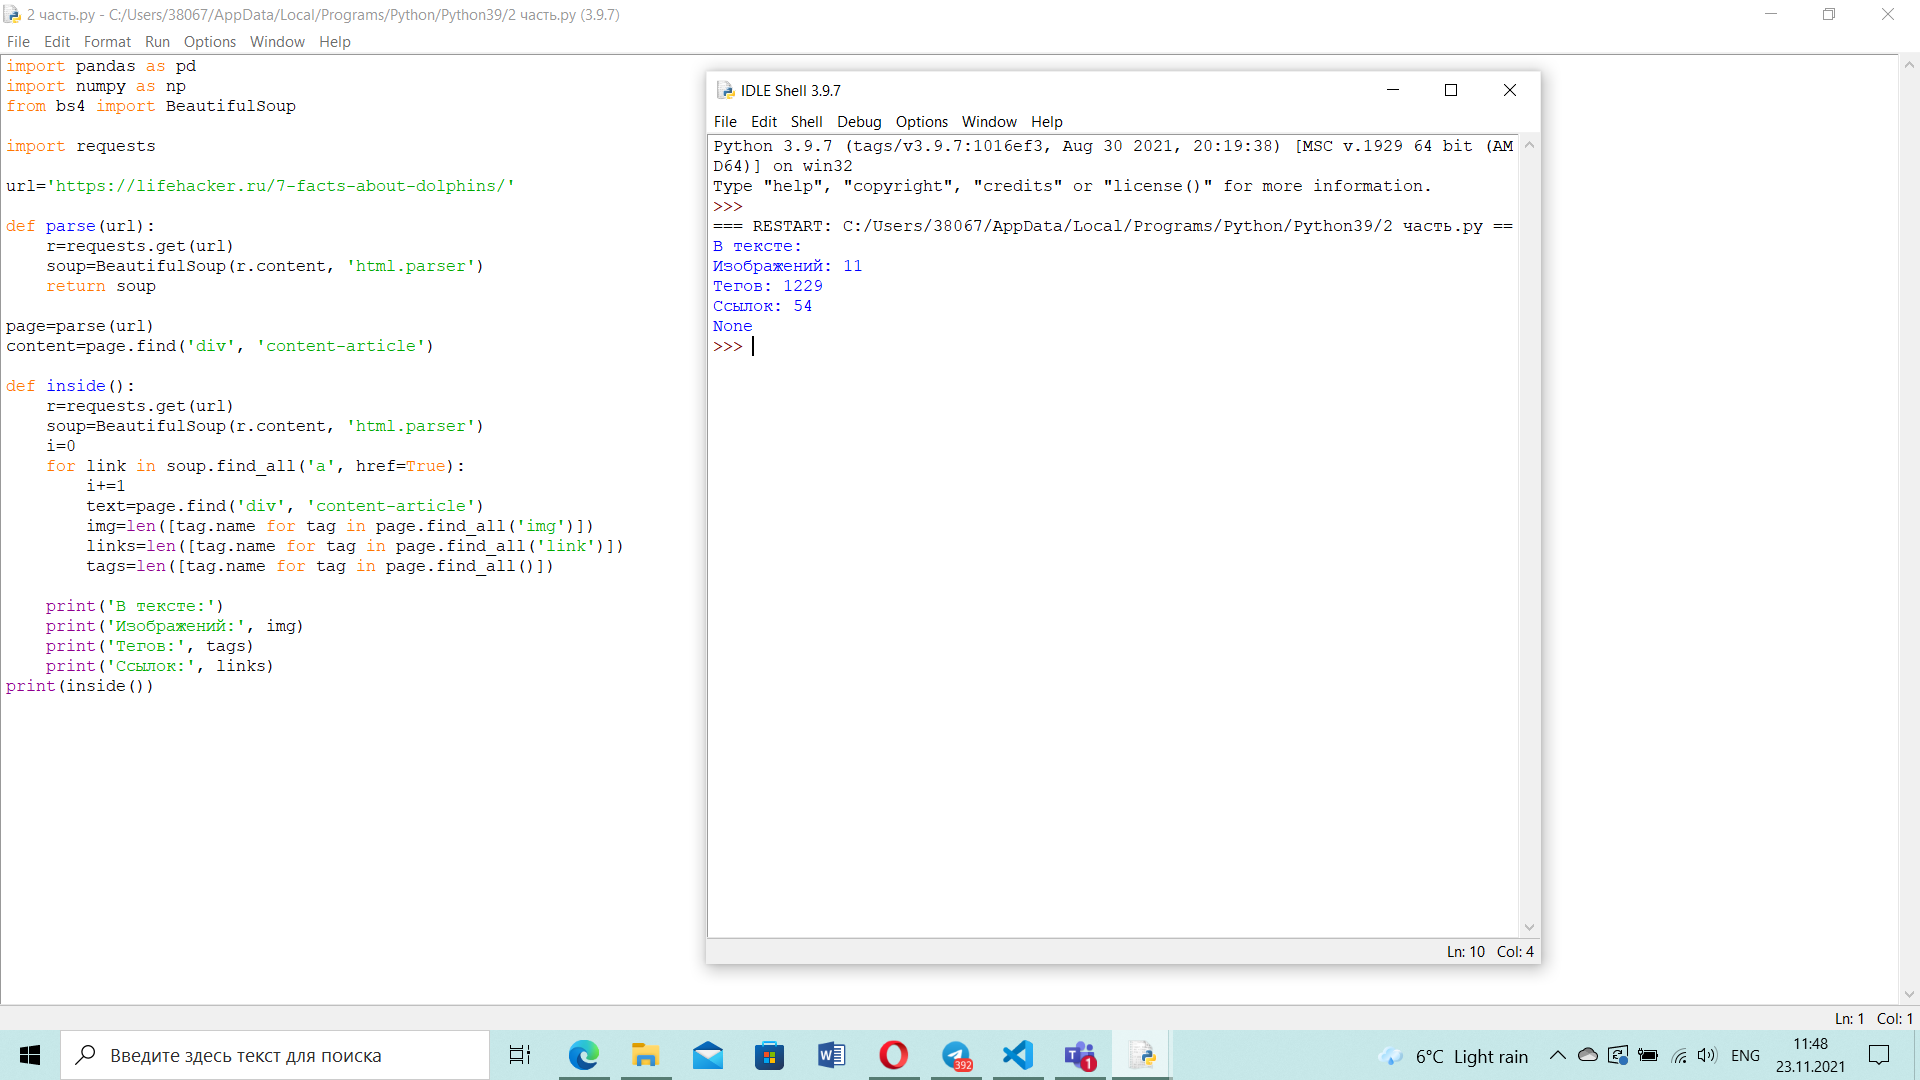 2 часть.py - C:/Users/38067/AppData/Local/Programs/Python/Python39/2 часть.py (3.9.7)
File Edit Format Run Options Window Help
import pandas as pd
import numpy as np
from bs4 import BeautifulSoup
import requests
url='https://lifehacker.ru/7-facts-about-dolphins/'
def parse(url):
    r=requests.get(url)
    soup=BeautifulSoup(r.content, 'html.parser')
    return soup
page=parse(url)
content=page.find('div', 'content-article')
def inside():
    r=requests.get(url)
    soup=BeautifulSoup(r.content, 'html.parser')
    i=0
    for link in soup.find_all('a', href=True):
        i+=1
        text=page.find('div', 'content-article')
        img=len([tag.name for tag in page.find_all('img')])
        links=len([tag.name for tag in page.find_all('link')])
        tags=len([tag.name for tag in page.find_all()])
    print('В тексте:')
    print('Изображений:', img)
    print('Тегов:', tags)
    print('Ссылок:', links)
print(inside())
IDLE Shell 3.9.7
File Edit Shell Debug Options Window Help
Python 3.9.7 (tags/v3.9.7:1016ef3, Aug 30 2021, 20:19:38) [MSC v.1929 64 bit (AM
D64)] on win32
Type "help", "copyright", "credits" or "license()" for more information.
>>>
=== RESTART: C:/Users/38067/AppData/Local/Programs/Python/Python39/2 часть.py ==
В тексте:
Изображений: 11
Тегов: 1229
Ссылок: 54
None
>>>
Ln: 10 Col: 4
Ln: 1 Col: 1
Введите здесь текст для поиска
W
392
1
6°C Light rain
ENG
11:48
23.11.2021